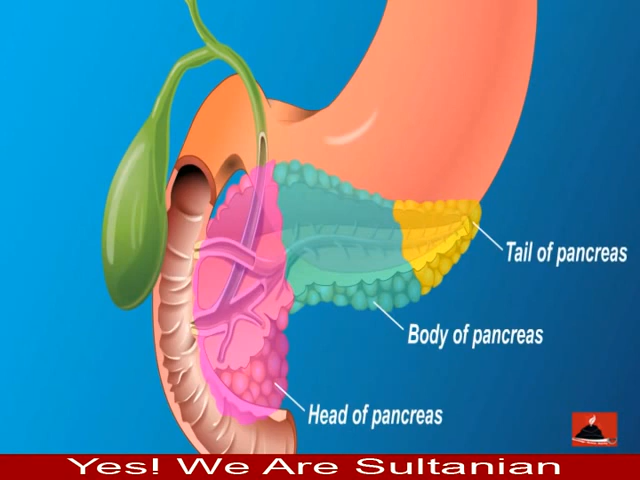 Tail of pancreas
Body of pancreas
Head of pancreas
Yes! We Are Sultanian